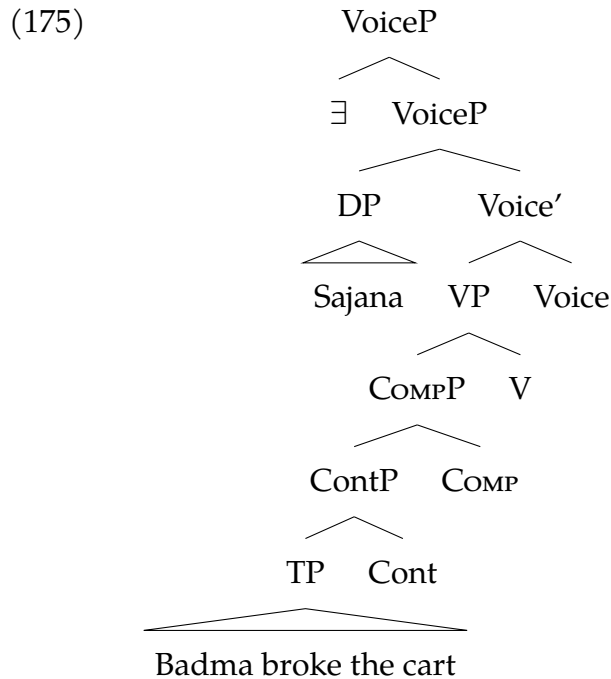 (175) VoiceP
∃ VoiceP
DP Voice'
Sajana VP Voice
CompP V
ContP Comp
TP Cont
Badma broke the cart